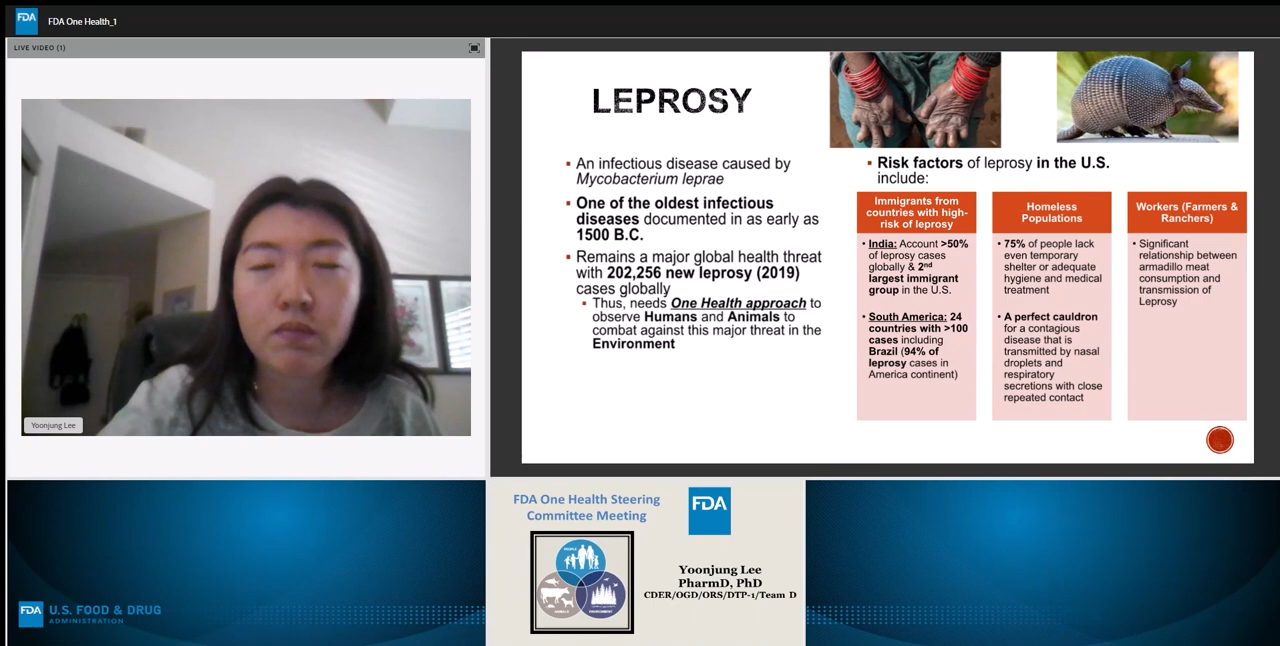 FDA
FDA One Health_1
LIVE VIDEO (1)
Yoonjung Lee
LEPROSY
▪ An infectious disease caused by
Mycobacterium leprae
▪ One of the oldest infectious
diseases documented in as early as
1500 B.C.
▪ Remains a major global health threat
with 202,256 new leprosy (2019)
cases globally
▪ Thus, needs One Health approach to
observe Humans and Animals to
combat against this major threat in the
Environment
▪ Risk factors of leprosy in the U.S.
include:
Immigrants from
countries with high-
risk of leprosy
• India: Account >50%
of leprosy cases
globally & 2nd
largest immigrant
group in the U.S.
• South America: 24
countries with >100
cases including
Brazil (94% of
leprosy cases in
America continent)
Homeless
Populations
• 75% of people lack
even temporary
shelter or adequate
hygiene and medical
treatment
• A perfect cauldron
for a contagious
disease that is
transmitted by nasal
droplets and
respiratory
secretions with close
repeated contact
Workers (Farmers &
Ranchers)
• Significant
relationship between
armadillo meat
consumption and
transmission of
Leprosy
FDA U.S. FOOD & DRUG
ADMINISTRATION
FDA One Health Steering
Committee Meeting
FDA
PEOPLE
ANIMALS
ENVIRONMENT
Yoonjung Lee
PharmD, PhD
CDER/OGD/ORS/DTP-1/Team D